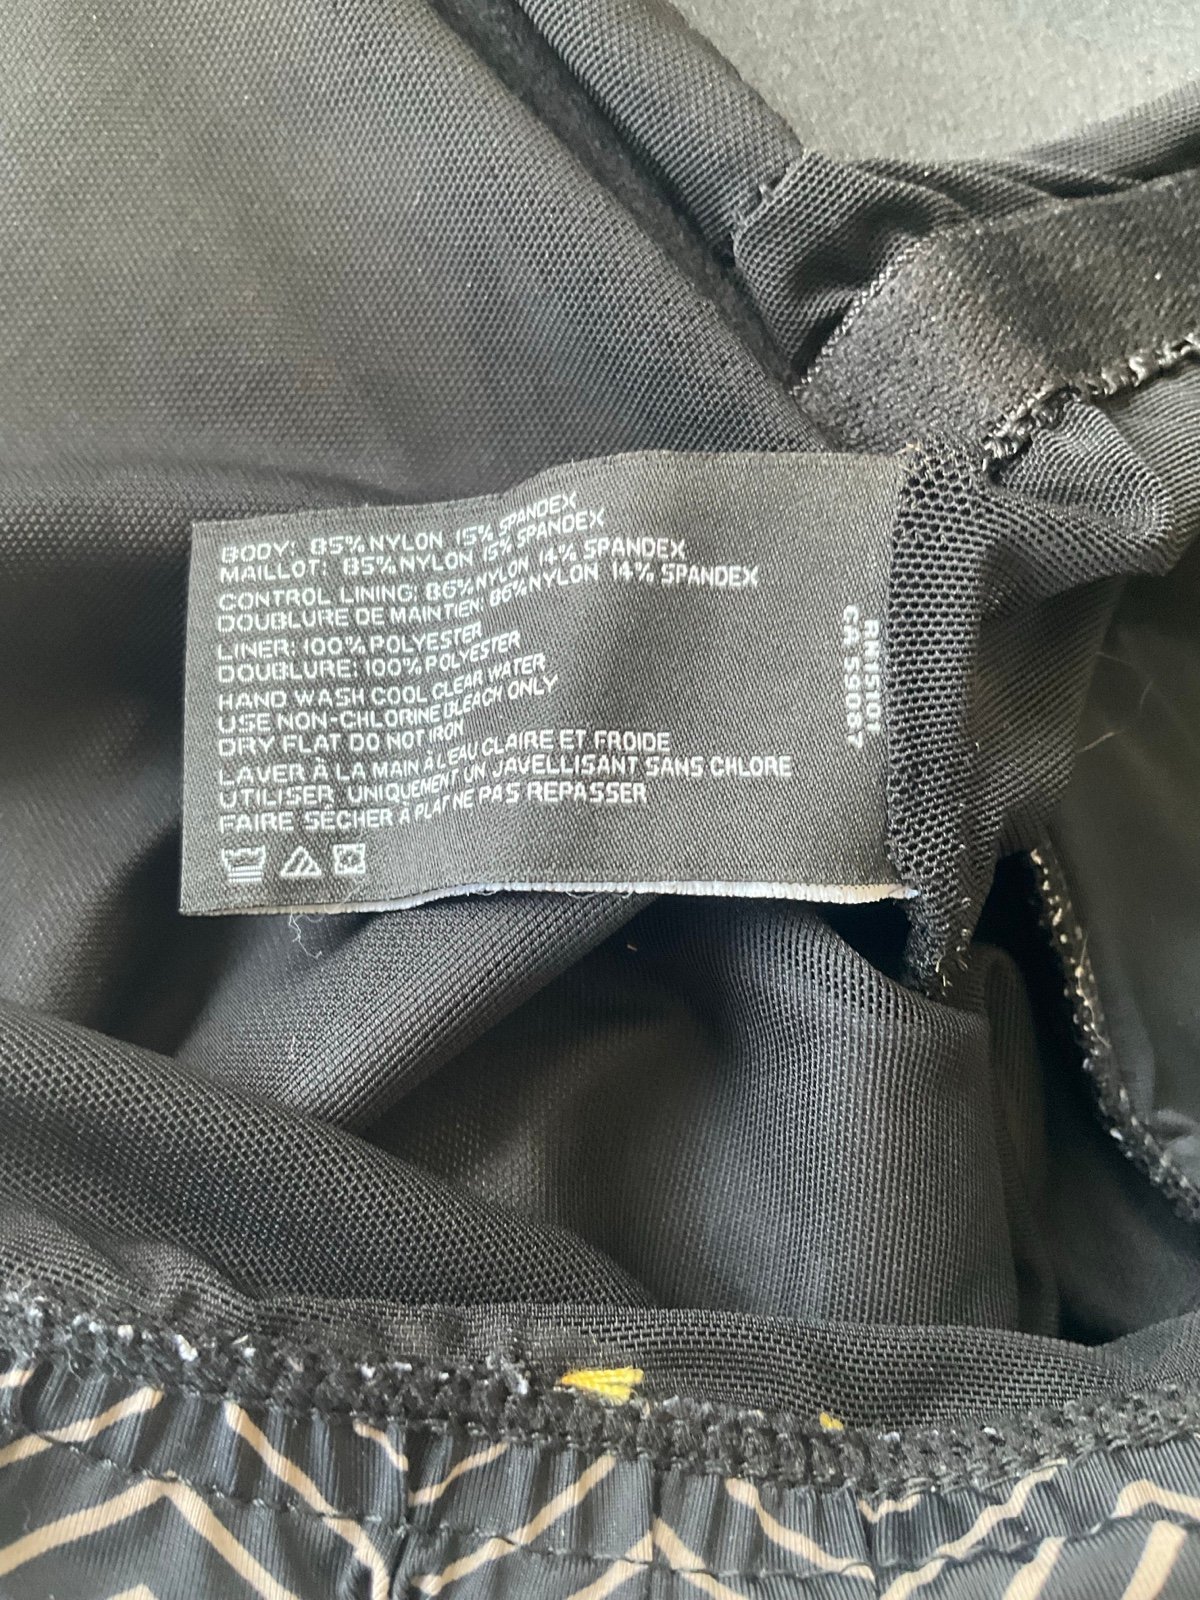 BODY: 85% NYLON 15% SPANDEX
MAILLOT: 85% NYLON 15% SPANDEX
CONTROL LINING: 86% NYLON 14% SPANDEX
DOUBLURE DE MAINTIEN: 86% NYLON 14% SPANDEX
LINER: 100% POLYESTER
DOUBLURE: 100% POLYESTER
HAND WASH COOL CLEAR WATER
USE NON-CHLORINE BLEACH ONLY
DRY FLAT DO NOT IRON
LAVER À LA MAIN À L'EAU CLAIRE ET FROIDE
UTILISER UNIQUEMENT UN JAVELLISANT SANS CHLORE
FAIRE SÉCHER À PLAT NE PAS REPASSER
RN15101